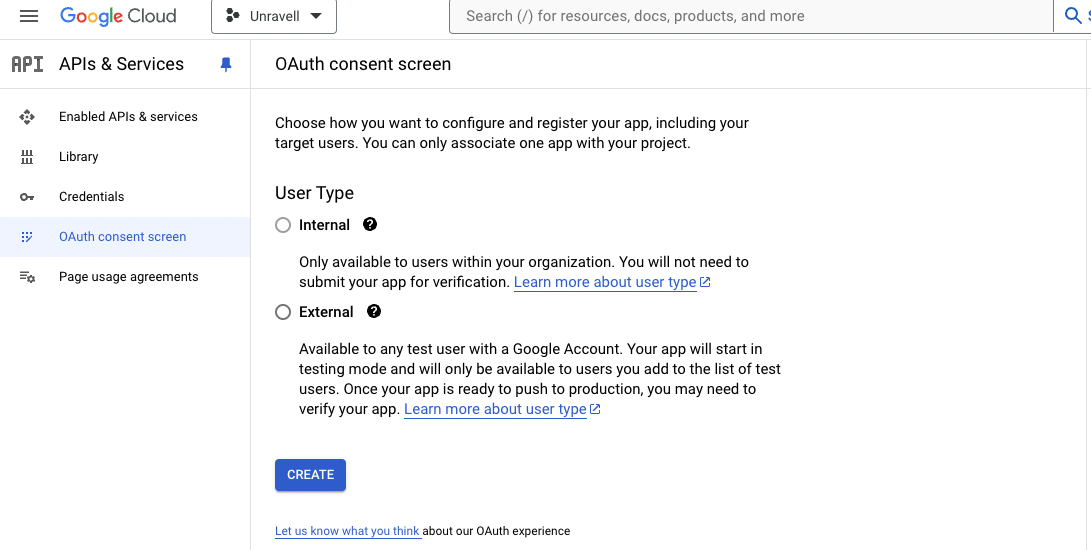 Google Cloud
Unravell
Search (/) for resources, docs, products, and more
API APIs & Services
OAuth consent screen
Enabled APIs & services
Library
Credentials
OAuth consent screen
Page usage agreements
Choose how you want to configure and register your app, including your
target users. You can only associate one app with your project.
User Type
Internal
Only available to users within your organization. You will not need to
submit your app for verification. Learn more about user type
External
Available to any test user with a Google Account. Your app will start in
testing mode and will only be available to users you add to the list of test
users. Once your app is ready to push to production, you may need to
verify your app. Learn more about user type
CREATE
Let us know what you think about our OAuth experience